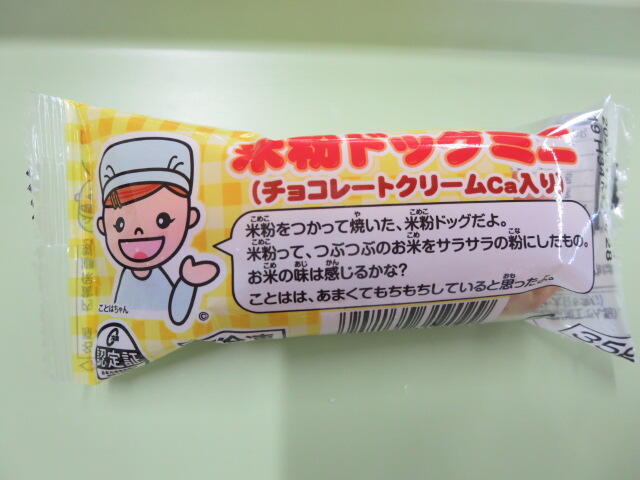 米粉ドッグミニ
(チョコレートクリームCa入り)
米粉をつかって焼いた、米粉ドッグだよ。
米粉って、つぶつぶのお米をサラサラの粉にしたもの。
お米の味は感じるかな?
ことはは、あまくてもちもちしていると思ったよ。
ことはちゃん
©
認定証
35g